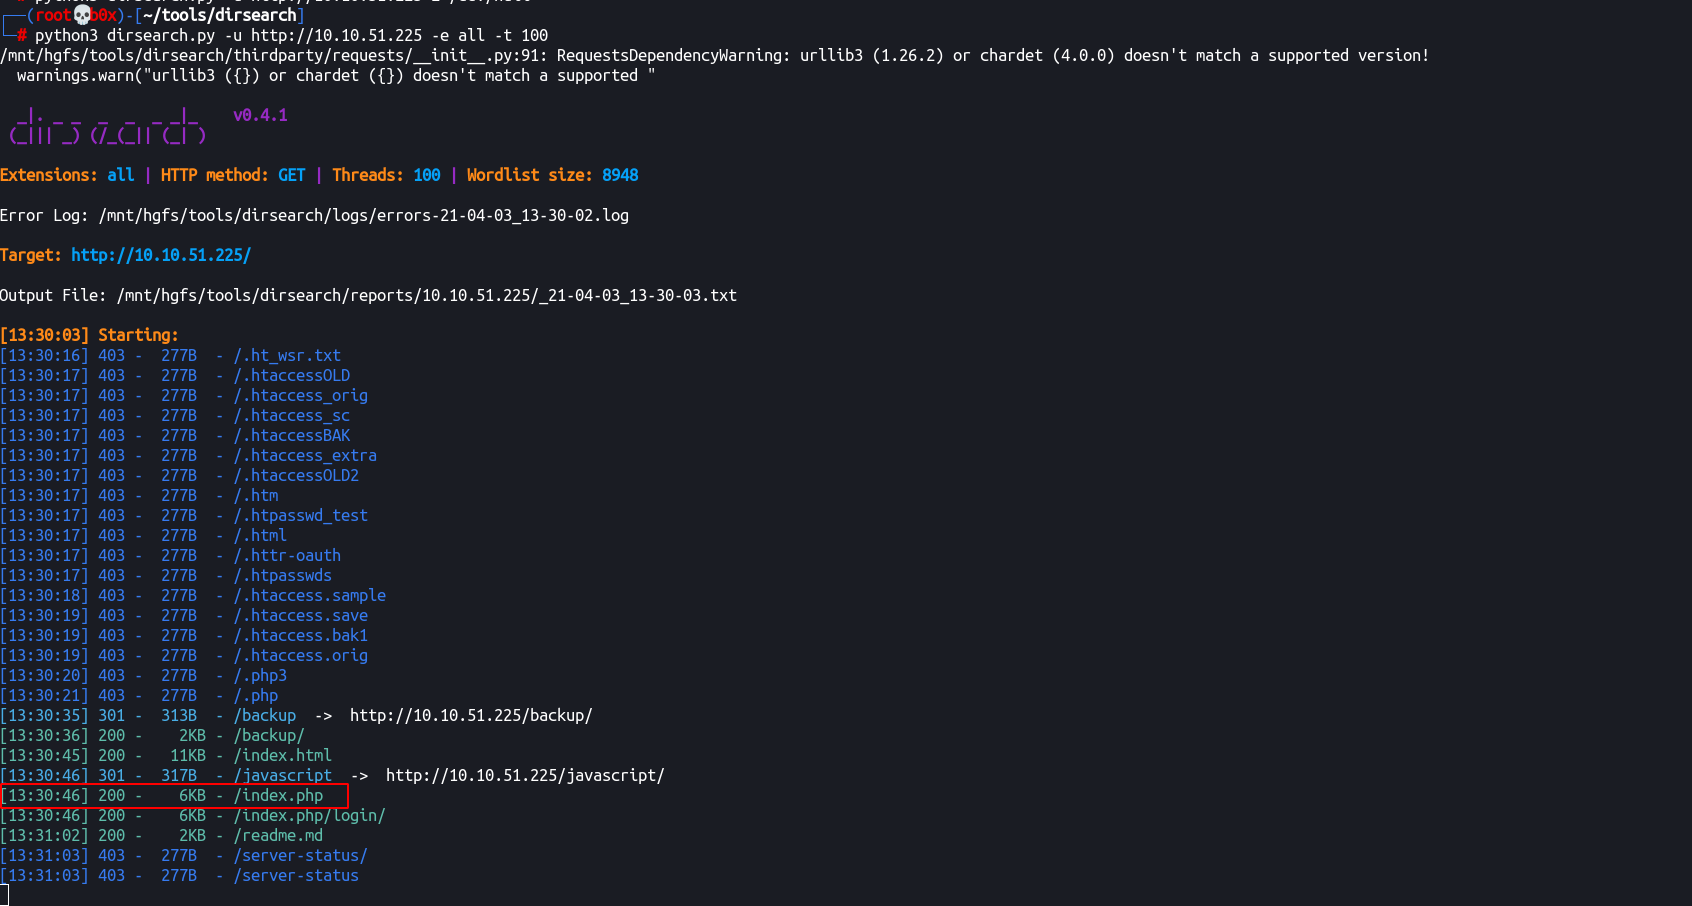 ┌──(root💀b0x)-[~/tools/dirsearch]
└─# python3 dirsearch.py -u http://10.10.51.225 -e all -t 100
/mnt/hgfs/tools/dirsearch/thirdparty/requests/__init__.py:91: RequestsDependencyWarning: urllib3 (1.26.2) or chardet (4.0.0) doesn't match a supported version!
  warnings.warn("urllib3 ({}) or chardet ({}) doesn't match a supported "
  _|. _ _  _  _  _ _|_    v0.4.1
 (_||| _) (/_(_|| (_| )
Extensions: all | HTTP method: GET | Threads: 100 | Wordlist size: 8948
Error Log: /mnt/hgfs/tools/dirsearch/logs/errors-21-04-03_13-30-02.log
Target: http://10.10.51.225/
Output File: /mnt/hgfs/tools/dirsearch/reports/10.10.51.225/_21-04-03_13-30-03.txt
[13:30:03] Starting:
[13:30:16] 403 -  277B  - /.ht_wsr.txt
[13:30:17] 403 -  277B  - /.htaccessOLD
[13:30:17] 403 -  277B  - /.htaccess_orig
[13:30:17] 403 -  277B  - /.htaccess_sc
[13:30:17] 403 -  277B  - /.htaccessBAK
[13:30:17] 403 -  277B  - /.htaccess_extra
[13:30:17] 403 -  277B  - /.htaccessOLD2
[13:30:17] 403 -  277B  - /.htm
[13:30:17] 403 -  277B  - /.htpasswd_test
[13:30:17] 403 -  277B  - /.html
[13:30:17] 403 -  277B  - /.httr-oauth
[13:30:17] 403 -  277B  - /.htpasswds
[13:30:18] 403 -  277B  - /.htaccess.sample
[13:30:19] 403 -  277B  - /.htaccess.save
[13:30:19] 403 -  277B  - /.htaccess.bak1
[13:30:19] 403 -  277B  - /.htaccess.orig
[13:30:20] 403 -  277B  - /.php3
[13:30:21] 403 -  277B  - /.php
[13:30:35] 301 -  313B  - /backup  ->  http://10.10.51.225/backup/
[13:30:36] 200 -    2KB - /backup/
[13:30:45] 200 -   11KB - /index.html
[13:30:46] 301 -  317B  - /javascript  ->  http://10.10.51.225/javascript/
[13:30:46] 200 -    6KB - /index.php
[13:30:46] 200 -    6KB - /index.php/login/
[13:31:02] 200 -    2KB - /readme.md
[13:31:03] 403 -  277B  - /server-status/
[13:31:03] 403 -  277B  - /server-status